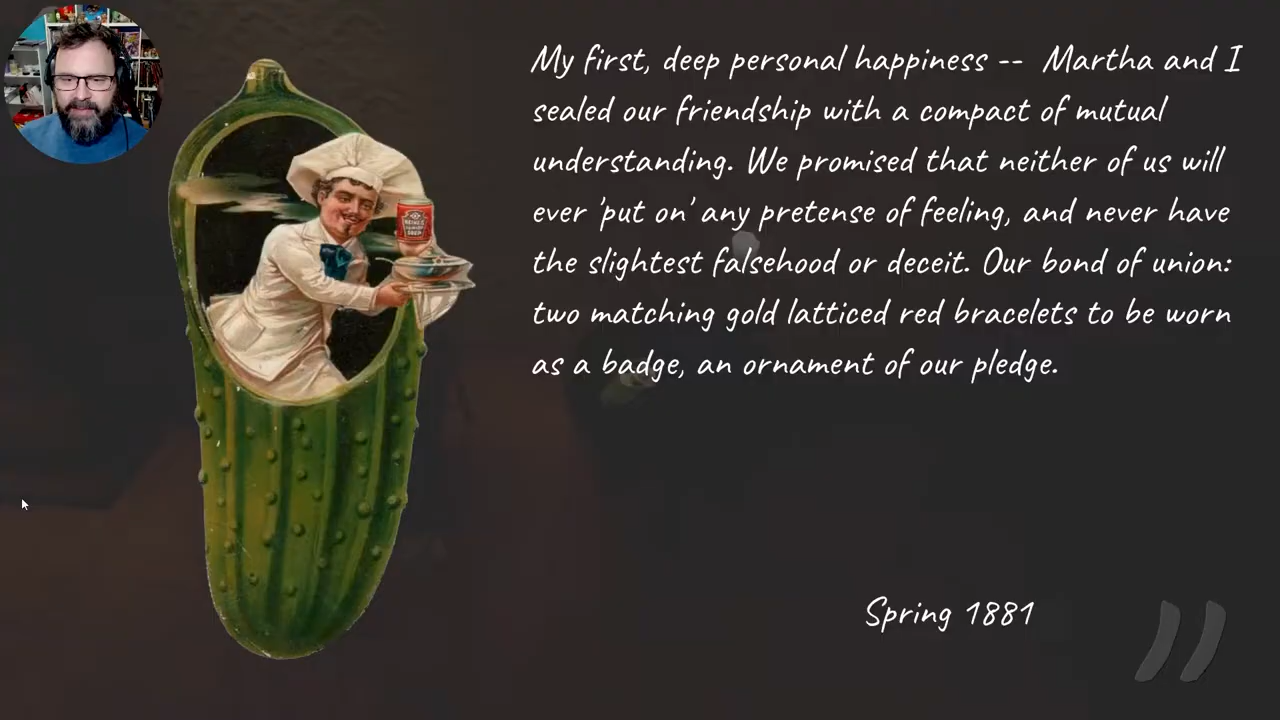 My first, deep personal happiness -- Martha and I
sealed our friendship with a compact of mutual
understanding. We promised that neither of us will
ever 'put on' any pretense of feeling, and never have
the slightest falsehood or deceit. Our bond of union:
two matching gold latticed red bracelets to be worn
as a badge, an ornament of our pledge.
Spring 1881